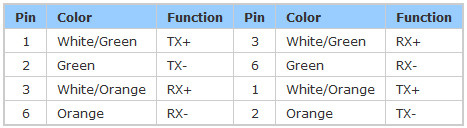 Pin Color Function Pin Color Function
1 White/Green TX+ 3 White/Green RX+
2 Green TX- 6 Green RX-
3 White/Orange RX+ 1 White/Orange TX+
6 Orange RX- 2 Orange TX-